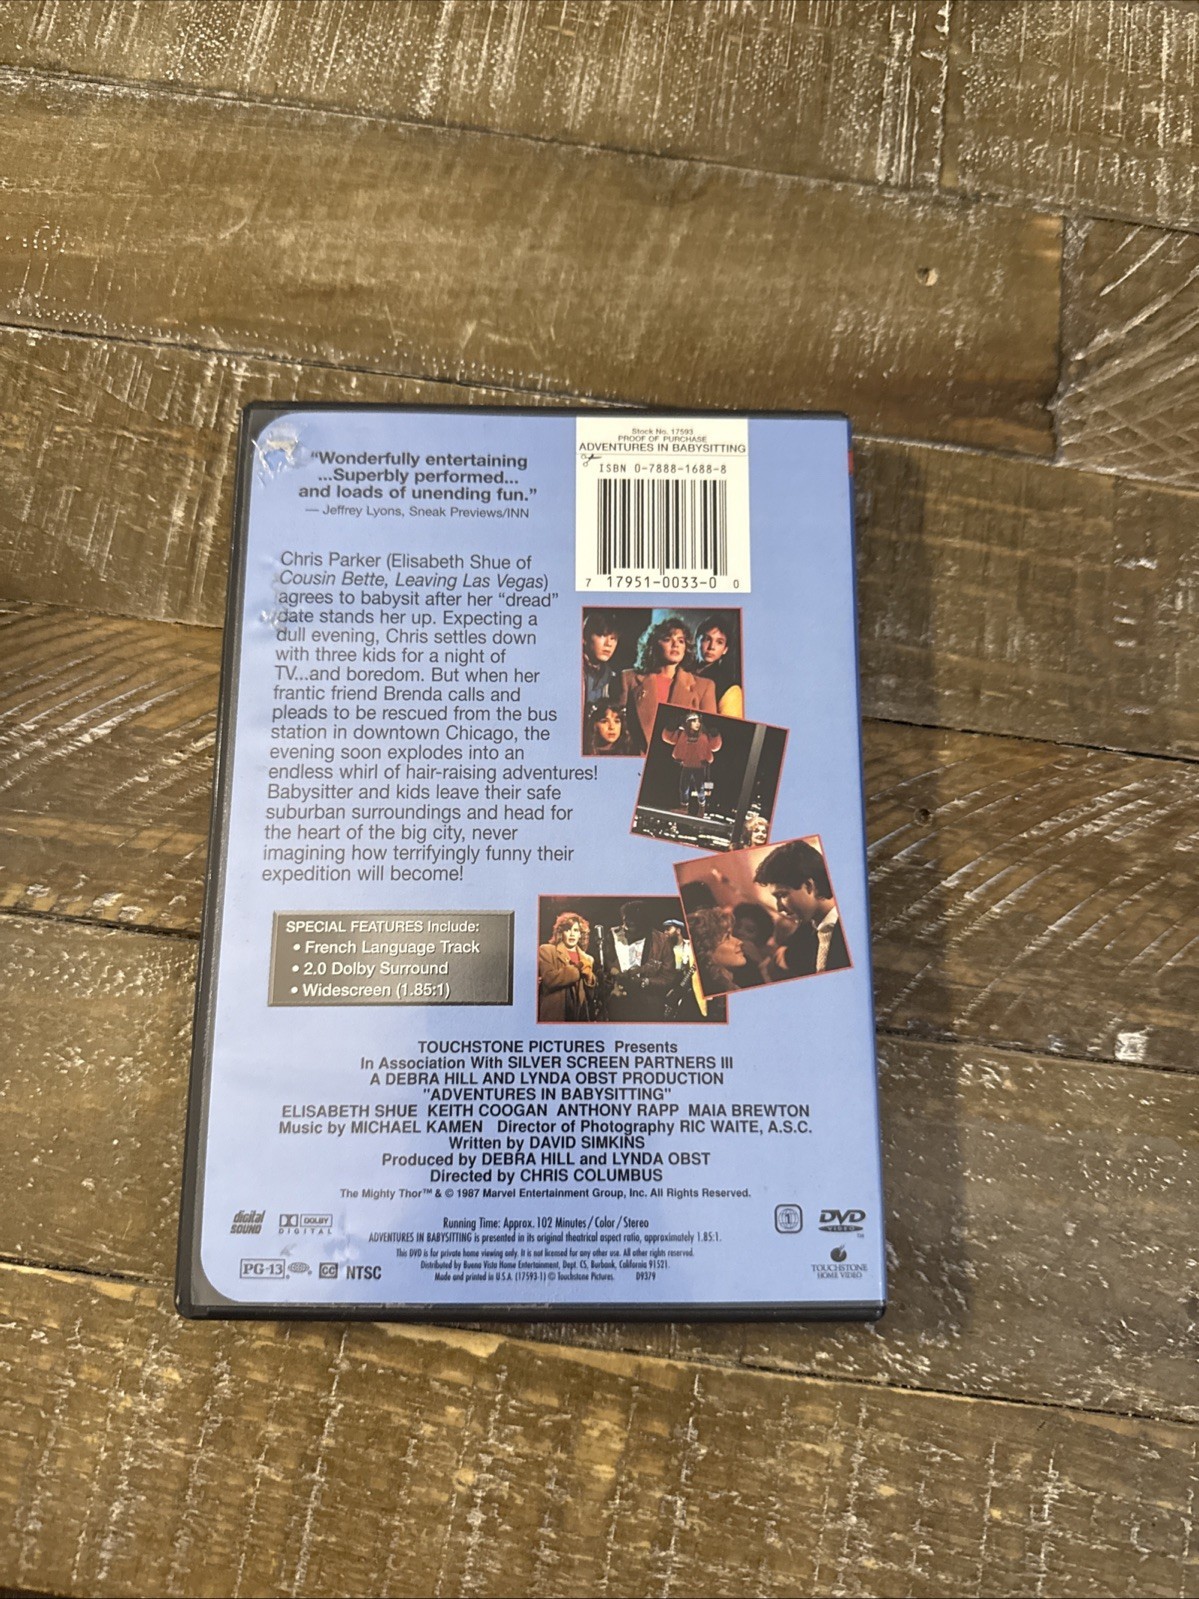 "Wonderfully entertaining
...Superbly performed...
and loads of unending fun."
— Jeffrey Lyons, Sneak Previews/INN
Stock No. 17593
PROOF OF PURCHASE
ADVENTURES IN BABYSITTING
ISBN 0-7888-1688-8
7 17951-0033-0 0
Chris Parker (Elisabeth Shue of
Cousin Bette, Leaving Las Vegas)
agrees to babysit after her "dread"
date stands her up. Expecting a
dull evening, Chris settles down
with three kids for a night of
TV...and boredom. But when her
frantic friend Brenda calls and
pleads to be rescued from the bus
station in downtown Chicago, the
evening soon explodes into an
endless whirl of hair-raising adventures!
Babysitter and kids leave their safe
suburban surroundings and head for
the heart of the big city, never
imagining how terrifyingly funny their
expedition will become!
SPECIAL FEATURES Include:
• French Language Track
• 2.0 Dolby Surround
• Widescreen (1.85:1)
TOUCHSTONE PICTURES Presents
In Association With SILVER SCREEN PARTNERS III
A DEBRA HILL AND LYNDA OBST PRODUCTION
"ADVENTURES IN BABYSITTING"
ELISABETH SHUE KEITH COOGAN ANTHONY RAPP MAIA BREWTON
Music by MICHAEL KAMEN Director of Photography RIC WAITE, A.S.C.
Written by DAVID SIMKINS
Produced by DEBRA HILL and LYNDA OBST
Directed by CHRIS COLUMBUS
The Mighty Thor™ & © 1987 Marvel Entertainment Group, Inc. All Rights Reserved.
digital SOUND
DOLBY DIGITAL
Running Time: Approx. 102 Minutes/Color/Stereo
ADVENTURES IN BABYSITTING is presented in its original theatrical aspect ratio, approximately 1.85:1.
This DVD is for private home viewing only. It is not licensed for any other use. All other rights reserved.
Distributed by Buena Vista Home Entertainment, Dept. CS, Burbank, California 91521.
Made and printed in U.S.A. (17593-1) © Touchstone Pictures. D9379
PG-13
CC NTSC
1
DVD VIDEO TM
TOUCHSTONE
HOME VIDEO